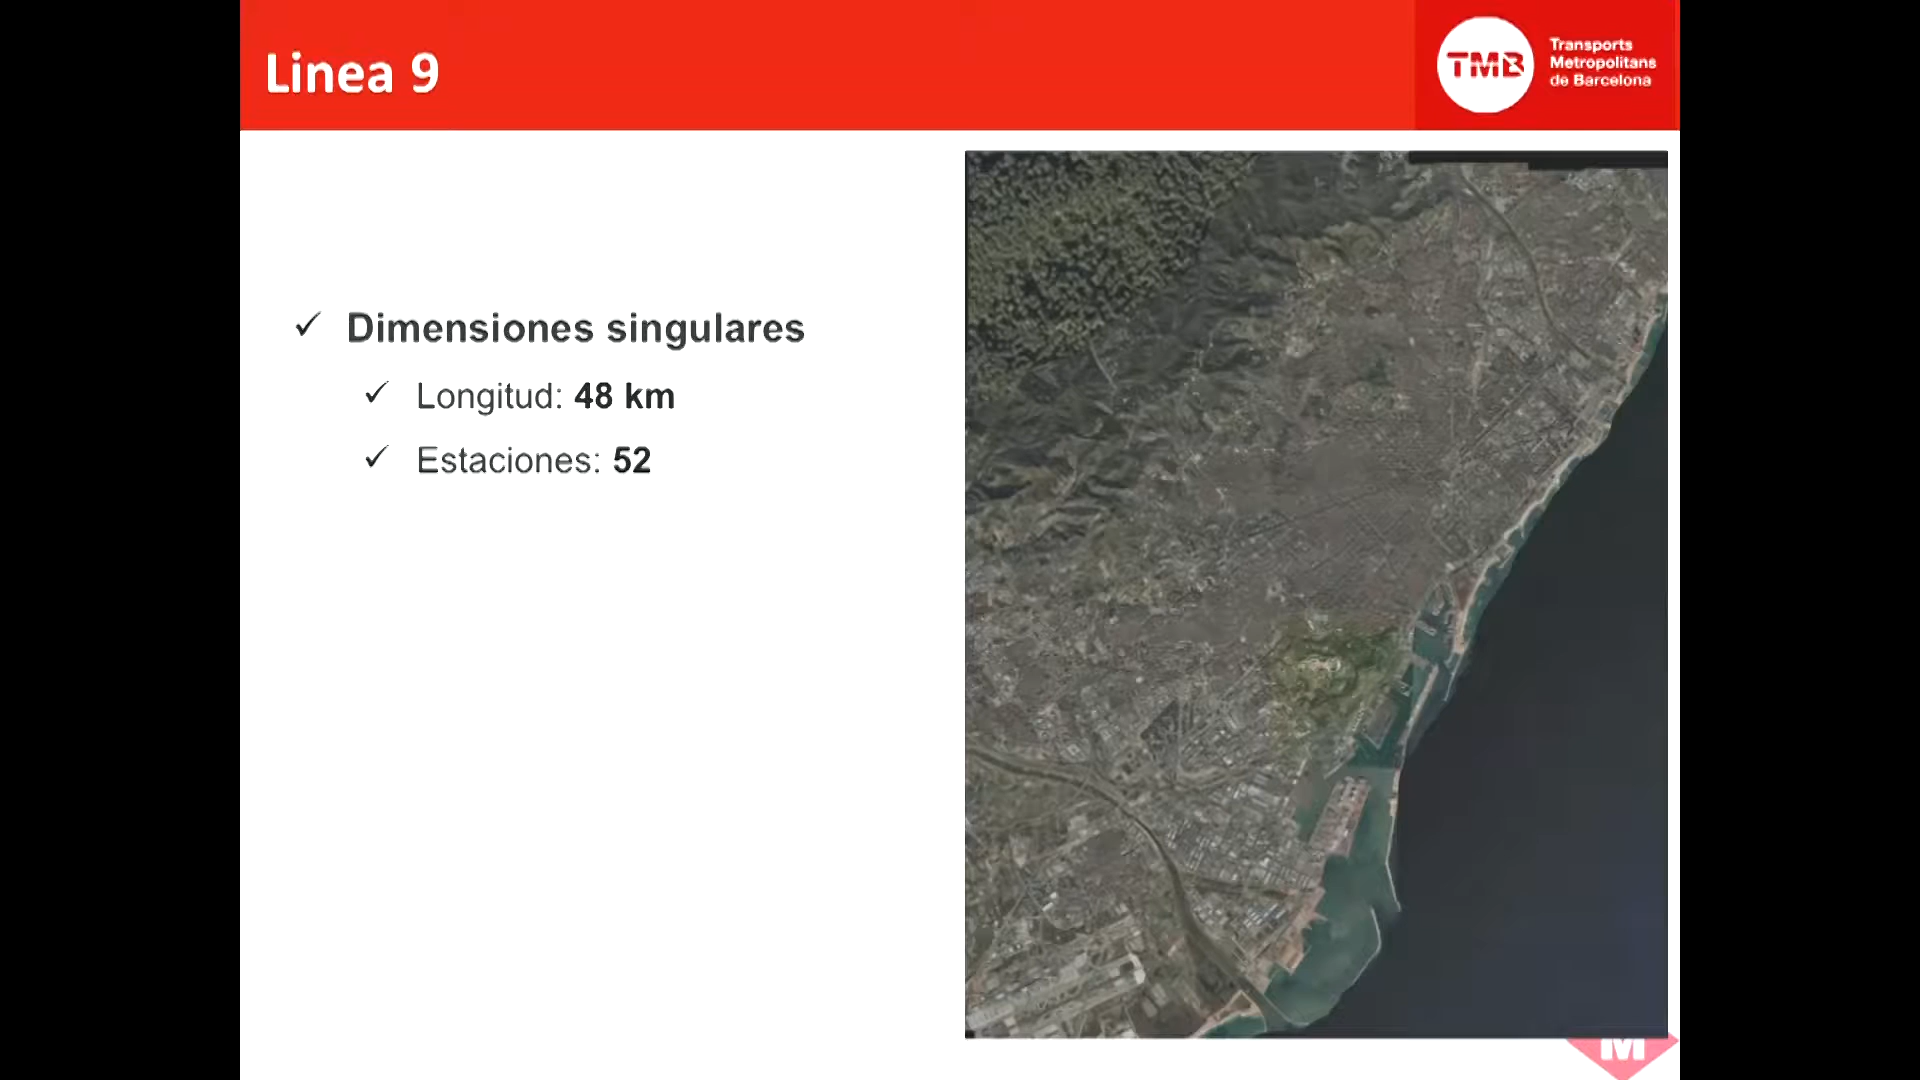 Linea 9
TMB
Transports
Metropolitans
de Barcelona
Dimensiones singulares
Longitud: 48 km
Estaciones: 52
M